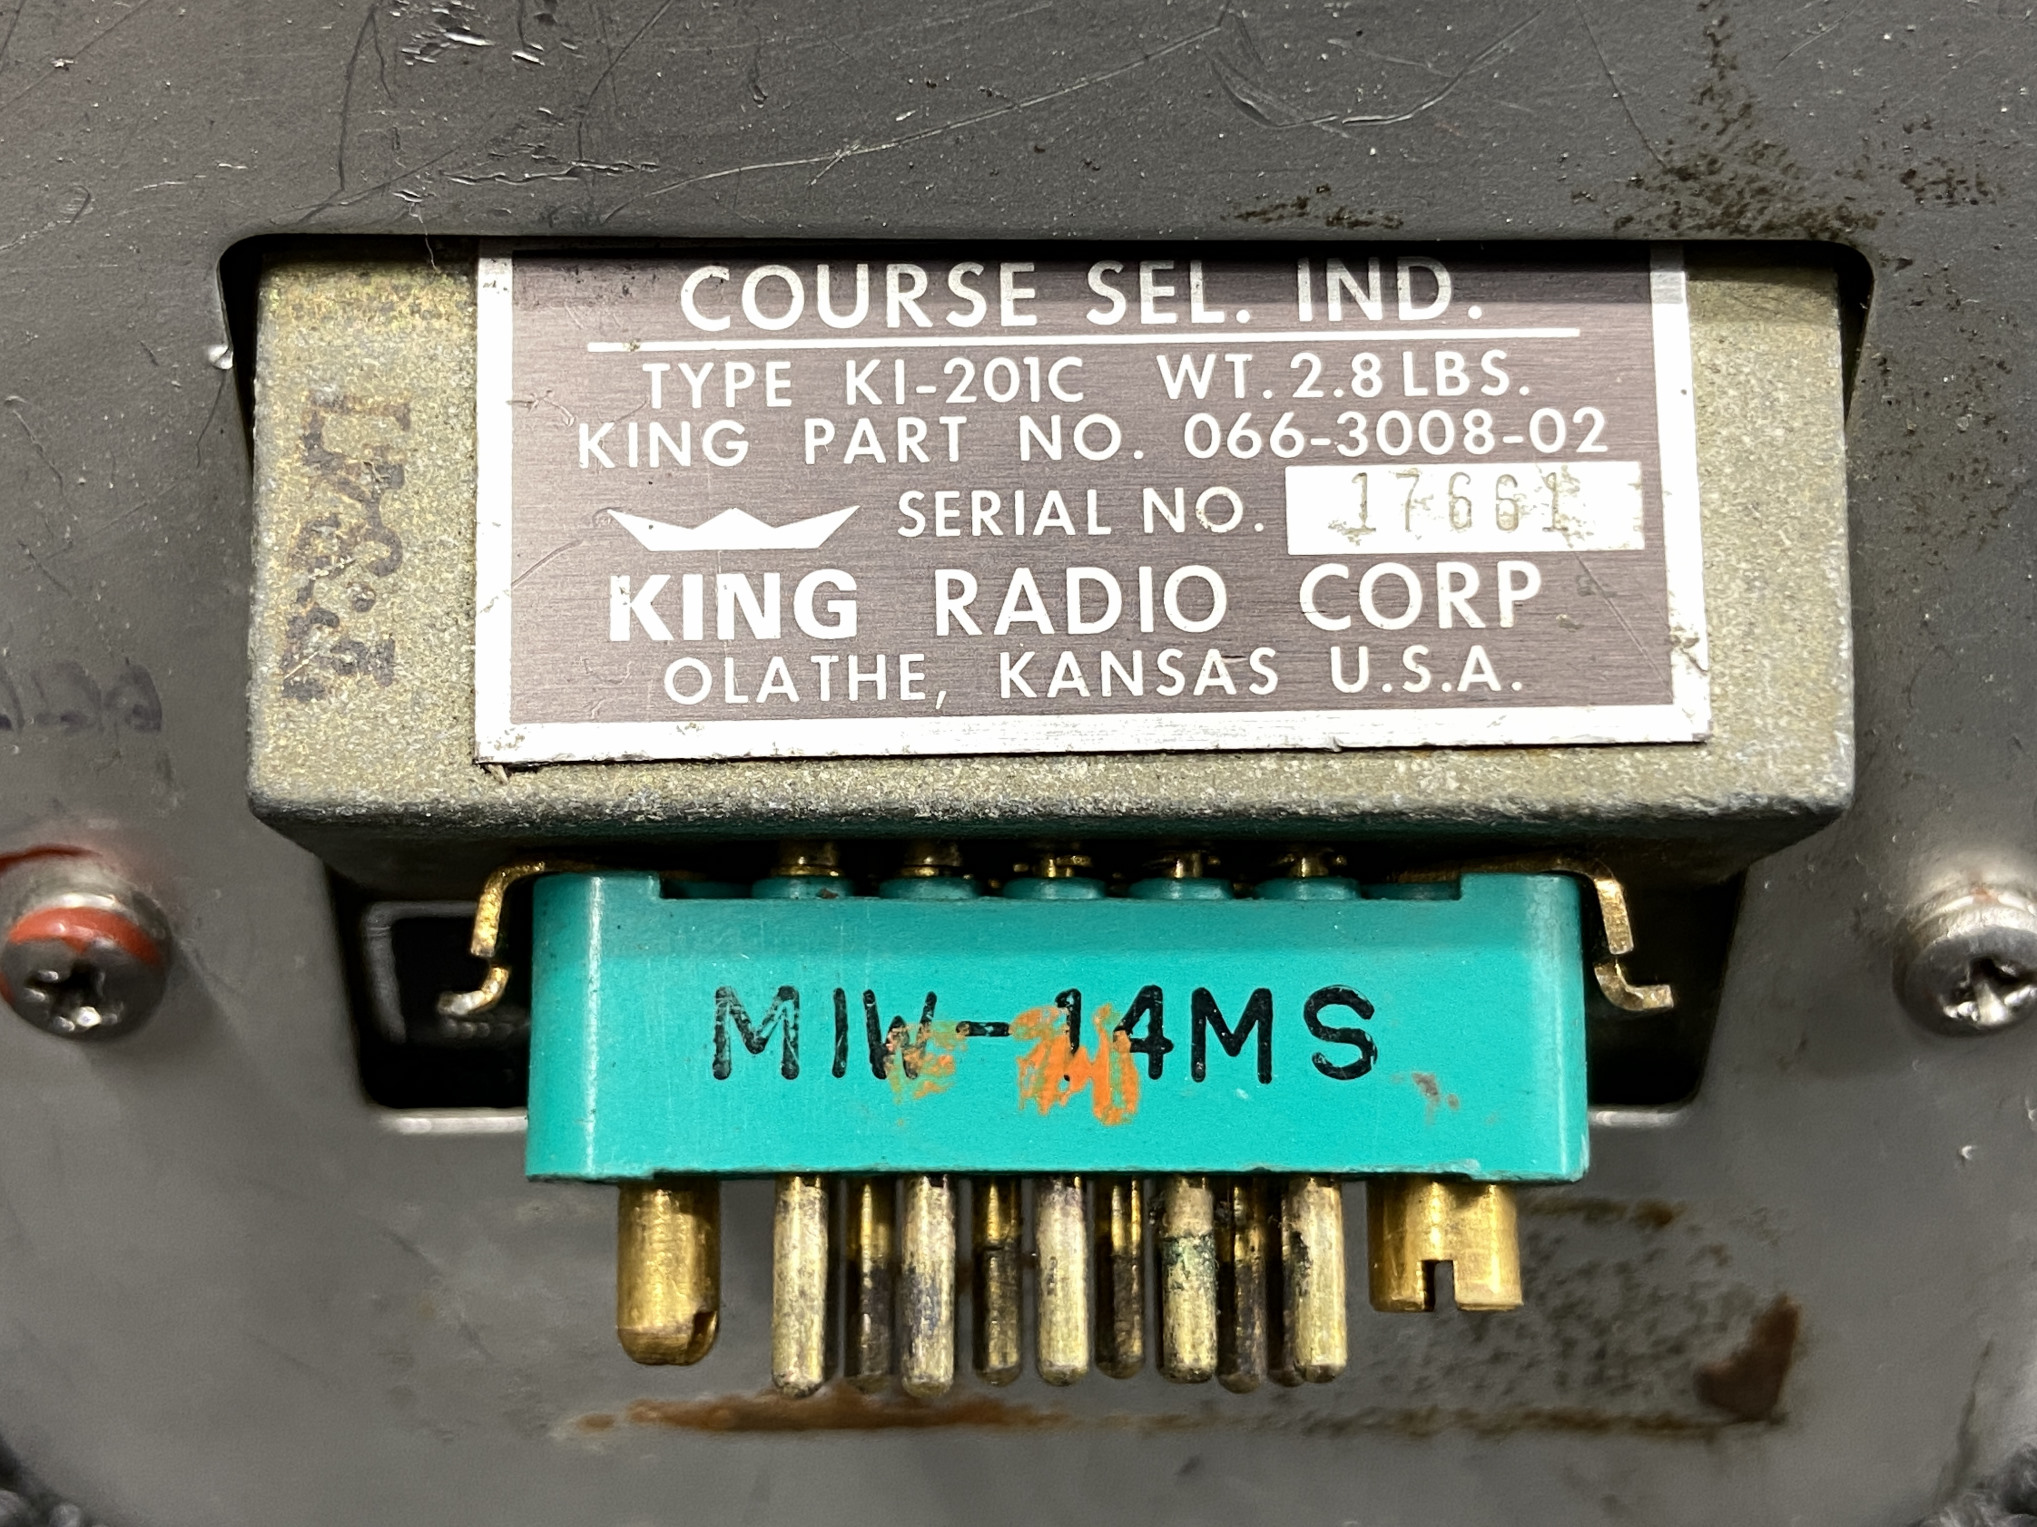 COURSE SEL. IND.
TYPE KI-201C WT. 2.8 LBS.
KING PART NO. 066-3008-02
SERIAL NO. 17661
KING RADIO CORP
OLATHE, KANSAS U.S.A.
MIW-14MS